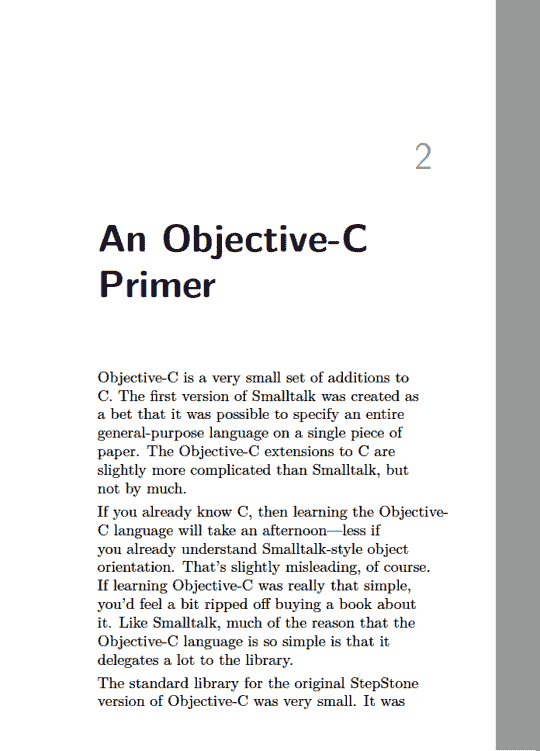 2
An Objective-C
Primer
Objective-C is a very small set of additions to
C. The first version of Smalltalk was created as
a bet that it was possible to specify an entire
general-purpose language on a single piece of
paper. The Objective-C extensions to C are
slightly more complicated than Smalltalk, but
not by much.
If you already know C, then learning the Objective-
C language will take an afternoon—less if
you already understand Smalltalk-style object
orientation. That's slightly misleading, of course.
If learning Objective-C was really that simple,
you'd feel a bit ripped off buying a book about
it. Like Smalltalk, much of the reason that the
Objective-C language is so simple is that it
delegates a lot to the library.
The standard library for the original StepStone
version of Objective-C was very small. It was